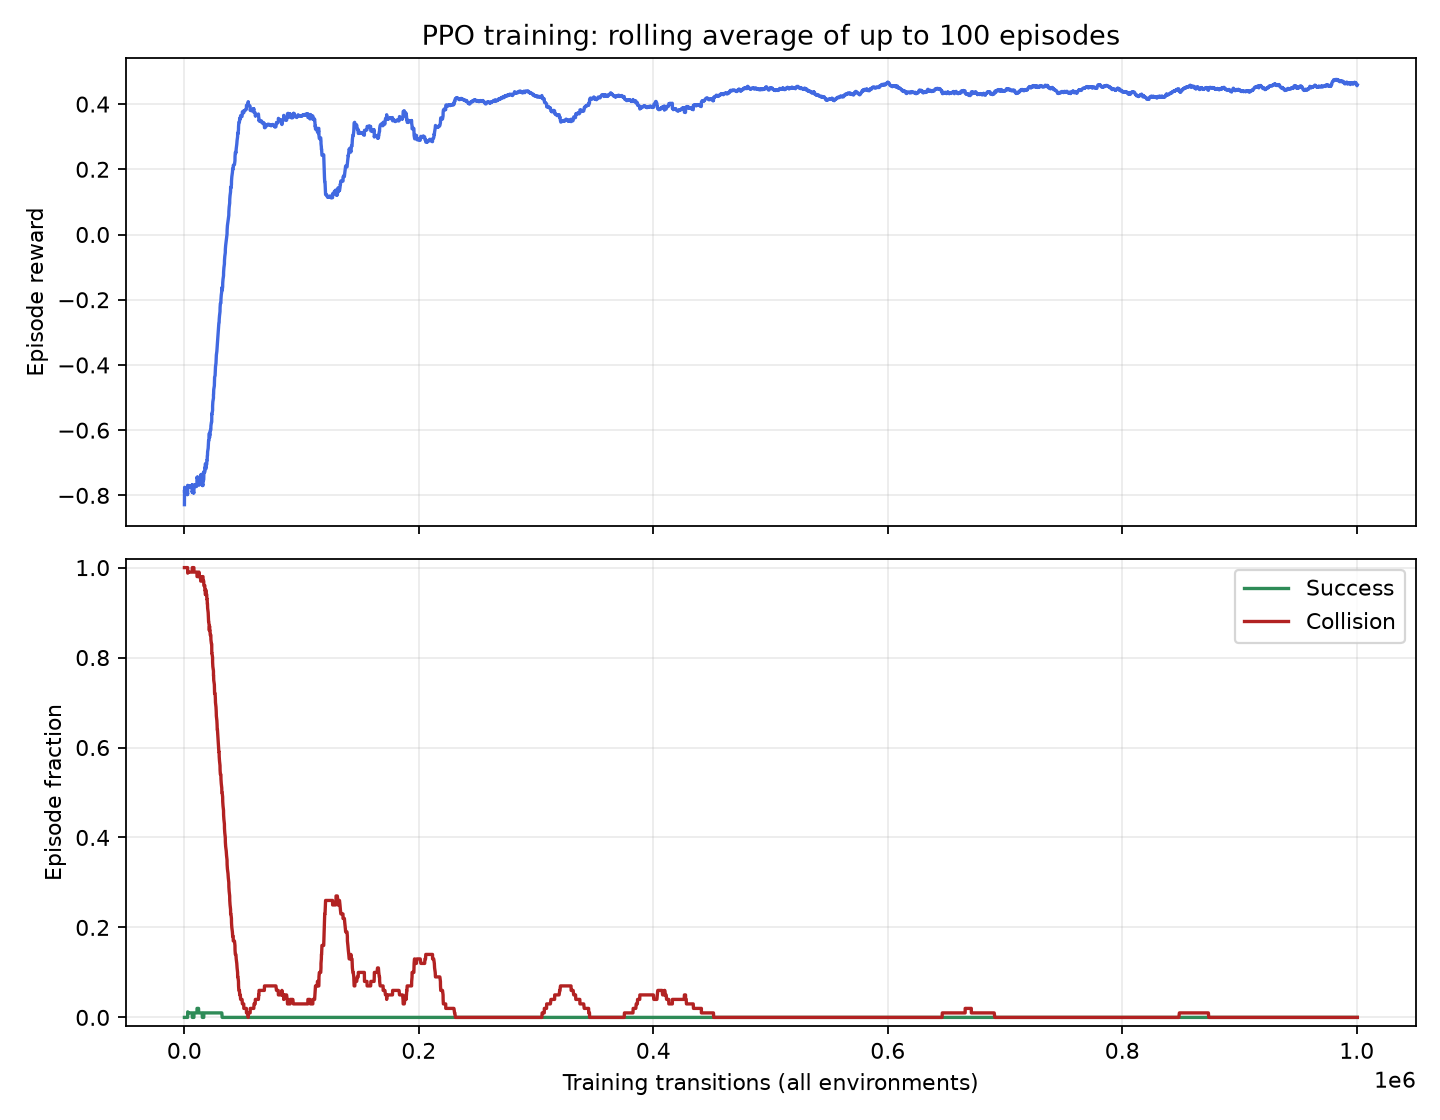 PPO training: rolling average of up to 100 episodes
Episode reward
0.4
0.2
0.0
−0.2
−0.4
−0.6
−0.8
Episode fraction
1.0
0.8
0.6
0.4
0.2
0.0
Success
Collision
0.0 0.2 0.4 0.6 0.8 1.0
1e6
Training transitions (all environments)